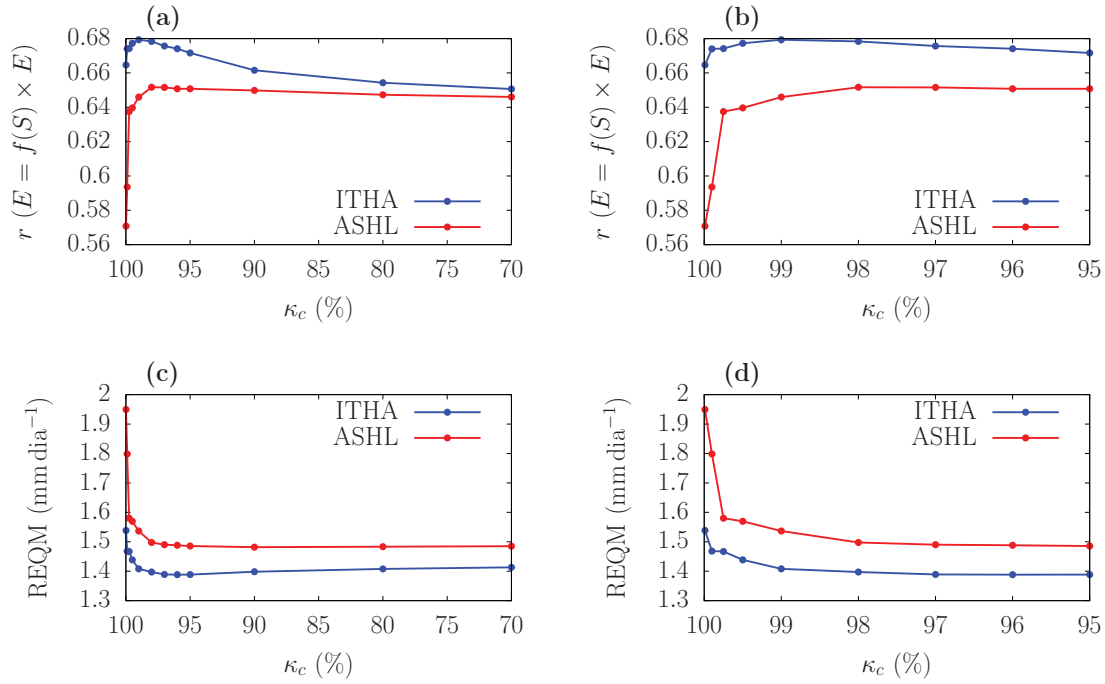 (a)
r (E = f(S) × E)
0.68
0.66
0.64
0.62
0.6
0.58
0.56
ITHA
ASHL
100 95 90 85 80 75 70
κc (%)
(b)
r (E = f(S) × E)
0.68
0.66
0.64
0.62
0.6
0.58
0.56
ITHA
ASHL
100 99 98 97 96 95
κc (%)
(c)
REQM (mm dia⁻¹)
2
1.9
1.8
1.7
1.6
1.5
1.4
1.3
ITHA
ASHL
100 95 90 85 80 75 70
κc (%)
(d)
REQM (mm dia⁻¹)
2
1.9
1.8
1.7
1.6
1.5
1.4
1.3
ITHA
ASHL
100 99 98 97 96 95
κc (%)